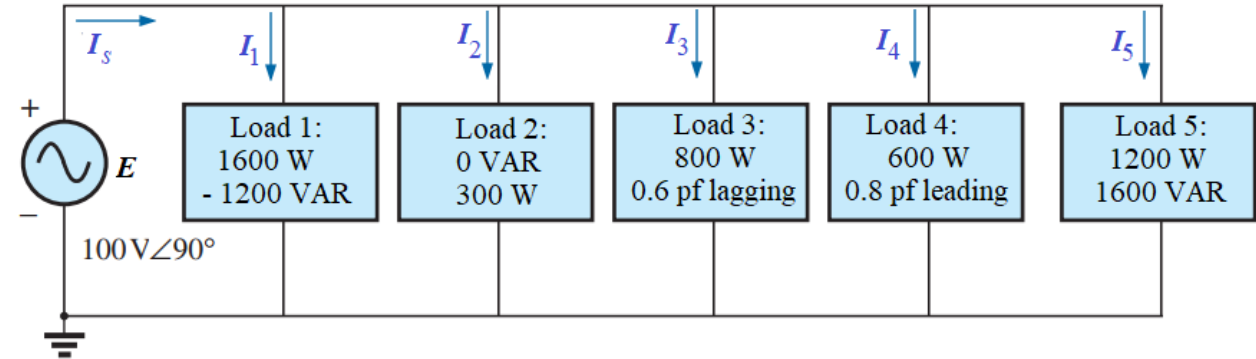 I_s
I_1
I_2
I_3
I_4
I_5
+
E
−
100 V∠90°
Load 1:
1600 W
- 1200 VAR
Load 2:
0 VAR
300 W
Load 3:
800 W
0.6 pf lagging
Load 4:
600 W
0.8 pf leading
Load 5:
1200 W
1600 VAR